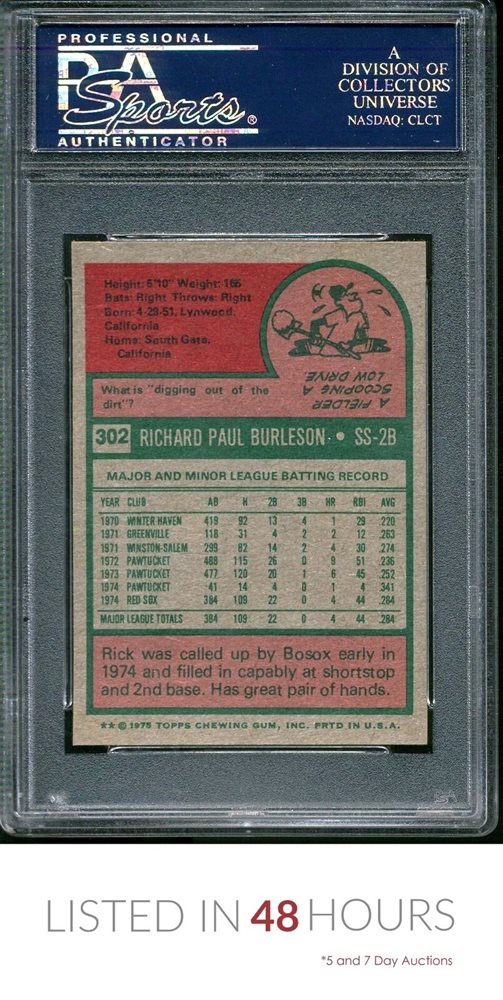 PROFESSIONAL
PSA
Sports®
AUTHENTICATOR
A
DIVISION OF
COLLECTORS
UNIVERSE
NASDAQ: CLCT
Height: 5'10" Weight: 165
Bats: Right Throws: Right
Born: 4-29-51, Lynwood,
California
Home: South Gate,
California
What is "digging out of the
dirt"?
A FIELDER
SCOOPING A
LOW DRIVE
302 RICHARD PAUL BURLESON • SS-2B
MAJOR AND MINOR LEAGUE BATTING RECORD
YEAR CLUB AB H 2B 3B HR RBI AVG
1970 WINTER HAVEN 419 92 13 4 1 29 .220
1971 GREENVILLE 118 31 4 2 2 12 .263
1971 WINSTON-SALEM 299 82 14 2 4 30 .274
1972 PAWTUCKET 488 115 26 0 9 51 .236
1973 PAWTUCKET 477 120 20 1 6 45 .252
1974 PAWTUCKET 41 14 4 0 1 4 .341
1974 RED SOX 384 109 22 0 4 44 .284
MAJOR LEAGUE TOTALS 384 109 22 0 4 44 .284
Rick was called up by Bosox early in
1974 and filled in capably at shortstop
and 2nd base. Has great pair of hands.
★★ © 1975 TOPPS CHEWING GUM, INC. PRTD IN U.S.A.
LISTED IN 48 HOURS
*5 and 7 Day Auctions